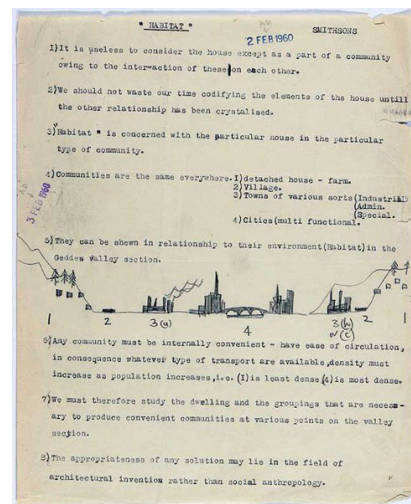 " HABITAT "
SMITHSONS
2 FEB 1960
1)It is useless to consider the house except as a part of a community
owing to the inter-action of these on each other.
2)We should not waste our time codifying the elements of the house untill
the other relationship has been crystalised.
3)"Habitat " is concerned with the particular house in the particular
type of community.
4)Communities are the same everywhere.1)detached house - farm.
2)Village.
3)Towns of various sorts(Industrial)
(Admin.
(Special.
4)Cities(multi functional.
3 FEB 1960
5)They can be shewn in relationship to their environment(Habitat)in the
Geddes Valley section.
1 2 3(a) 4 3(b) 2 1
or (c)
6)Any community must be internally convenient - have ease of circulation,
in consequence whatever type of transport are available,density must
increase as population increases,i.e.(1)is least dense(4)is most dense.
7)We must therefore study the dwelling and the groupings that are necess-
ary to produce convenient communities at various points on the valley
section.
8)The appropriateness of any solution may lie in the field of
architectural invention rather than social anthropology.